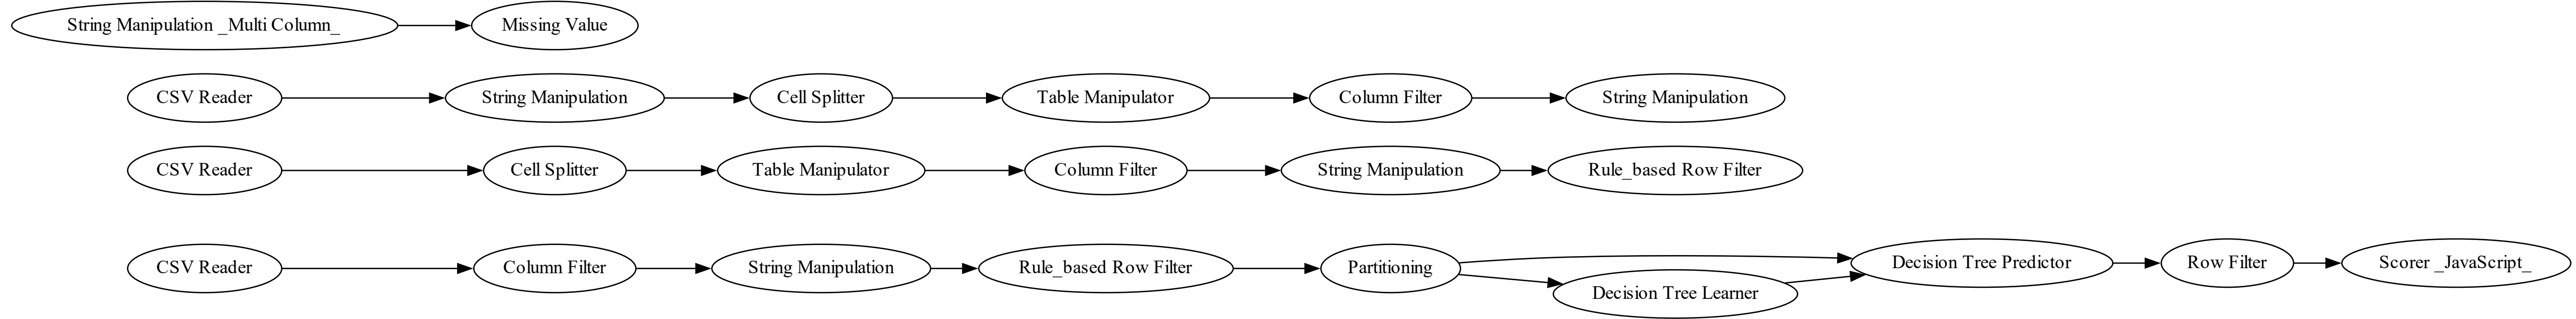 String Manipulation _Multi Column_
Missing Value
CSV Reader
String Manipulation
Cell Splitter
Table Manipulator
Column Filter
String Manipulation
CSV Reader
Cell Splitter
Table Manipulator
Column Filter
String Manipulation
Rule_based Row Filter
CSV Reader
Column Filter
String Manipulation
Rule_based Row Filter
Partitioning
Decision Tree Learner
Decision Tree Predictor
Row Filter
Scorer _JavaScript_